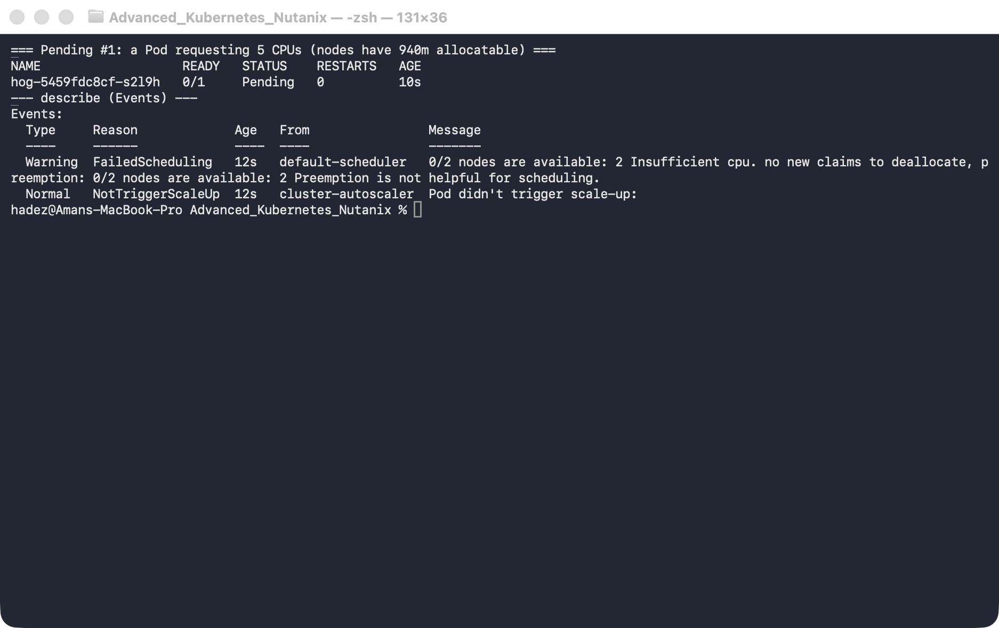 Advanced_Kubernetes_Nutanix — -zsh — 131×36
=== Pending #1: a Pod requesting 5 CPUs (nodes have 940m allocatable) ===
NAME                   READY   STATUS    RESTARTS   AGE
hog-5459fdc8cf-s2l9h   0/1     Pending   0          10s
--- describe (Events) ---
Events:
  Type     Reason             Age   From                Message
  ----     ------             ----  ----                -------
  Warning  FailedScheduling   12s   default-scheduler   0/2 nodes are available: 2 Insufficient cpu. no new claims to deallocate, p
reemption: 0/2 nodes are available: 2 Preemption is not helpful for scheduling.
  Normal   NotTriggerScaleUp  12s   cluster-autoscaler  Pod didn't trigger scale-up:
hadez@Amans-MacBook-Pro Advanced_Kubernetes_Nutanix %